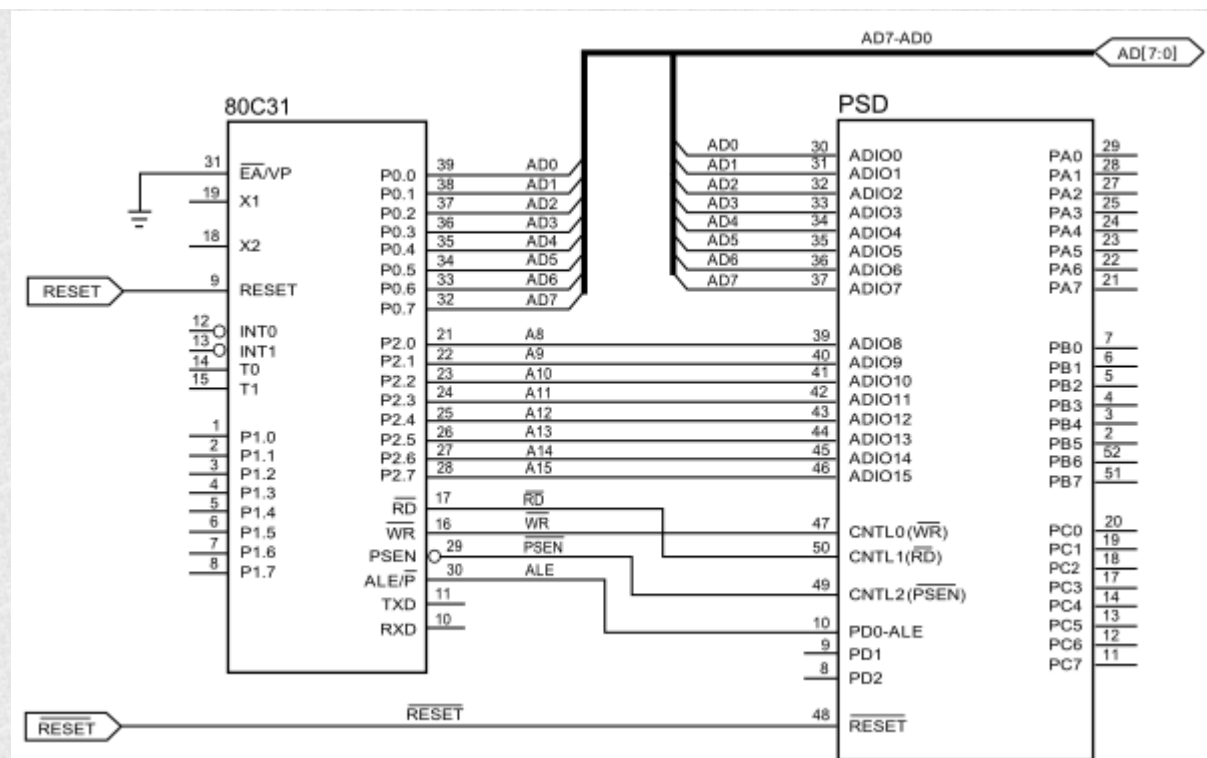 AD7-AD0
AD[7:0]
80C31
PSD
31 EA/VP
19 X1
18 X2
RESET 9 RESET
12 INT0
13 INT1
14 T0
15 T1
1 P1.0
2 P1.1
3 P1.2
4 P1.3
5 P1.4
6 P1.5
7 P1.6
8 P1.7
P0.0 39 AD0
P0.1 38 AD1
P0.2 37 AD2
P0.3 36 AD3
P0.4 35 AD4
P0.5 34 AD5
P0.6 33 AD6
P0.7 32 AD7
P2.0 21 A8
P2.1 22 A9
P2.2 23 A10
P2.3 24 A11
P2.4 25 A12
P2.5 26 A13
P2.6 27 A14
P2.7 28 A15
RD 17 RD
WR 16 WR
PSEN 29 PSEN
ALE/P 30 ALE
TXD 11
RXD 10
AD0 30 ADIO0
AD1 31 ADIO1
AD2 32 ADIO2
AD3 33 ADIO3
AD4 34 ADIO4
AD5 35 ADIO5
AD6 36 ADIO6
AD7 37 ADIO7
39 ADIO8
40 ADIO9
41 ADIO10
42 ADIO11
43 ADIO12
44 ADIO13
45 ADIO14
46 ADIO15
47 CNTL0(WR)
50 CNTL1(RD)
49 CNTL2(PSEN)
10 PD0-ALE
9 PD1
8 PD2
RESET RESET 48 RESET
PA0 29
PA1 28
PA2 27
PA3 25
PA4 24
PA5 23
PA6 22
PA7 21
PB0 7
PB1 6
PB2 5
PB3 4
PB4 3
PB5 2
PB6 52
PB7 51
PC0 20
PC1 19
PC2 18
PC3 17
PC4 14
PC5 13
PC6 12
PC7 11